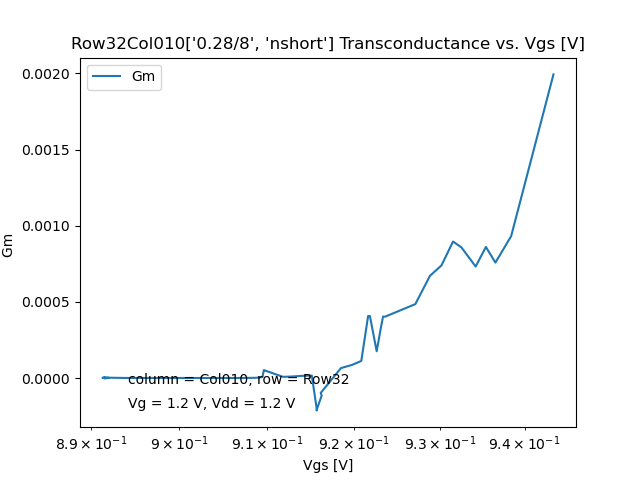 Row32Col010['0.28/8', 'nshort'] Transconductance vs. Vgs [V]
Gm
0.0020
0.0015
0.0010
0.0005
0.0000
Gm
column = Col010, row = Row32
Vg = 1.2 V, Vdd = 1.2 V
8.9 × 10⁻¹ 9 × 10⁻¹ 9.1 × 10⁻¹ 9.2 × 10⁻¹ 9.3 × 10⁻¹ 9.4 × 10⁻¹
Vgs [V]